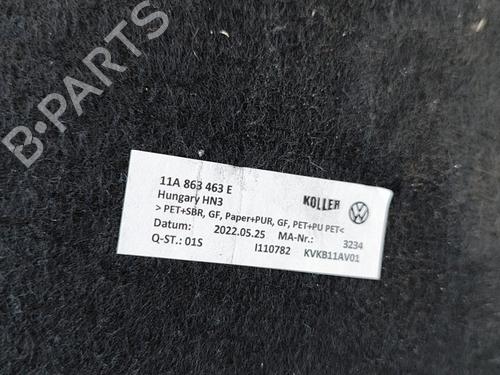 B-PARTS
11A 863 463 E
KOLLER
Hungary HN3
> PET+SBR, GF, Paper+PUR, GF, PET+PU PET<
Datum: 2022.05.25 MA-Nr.: 3234
Q-ST.: 01S I110782 KVKB11AV01